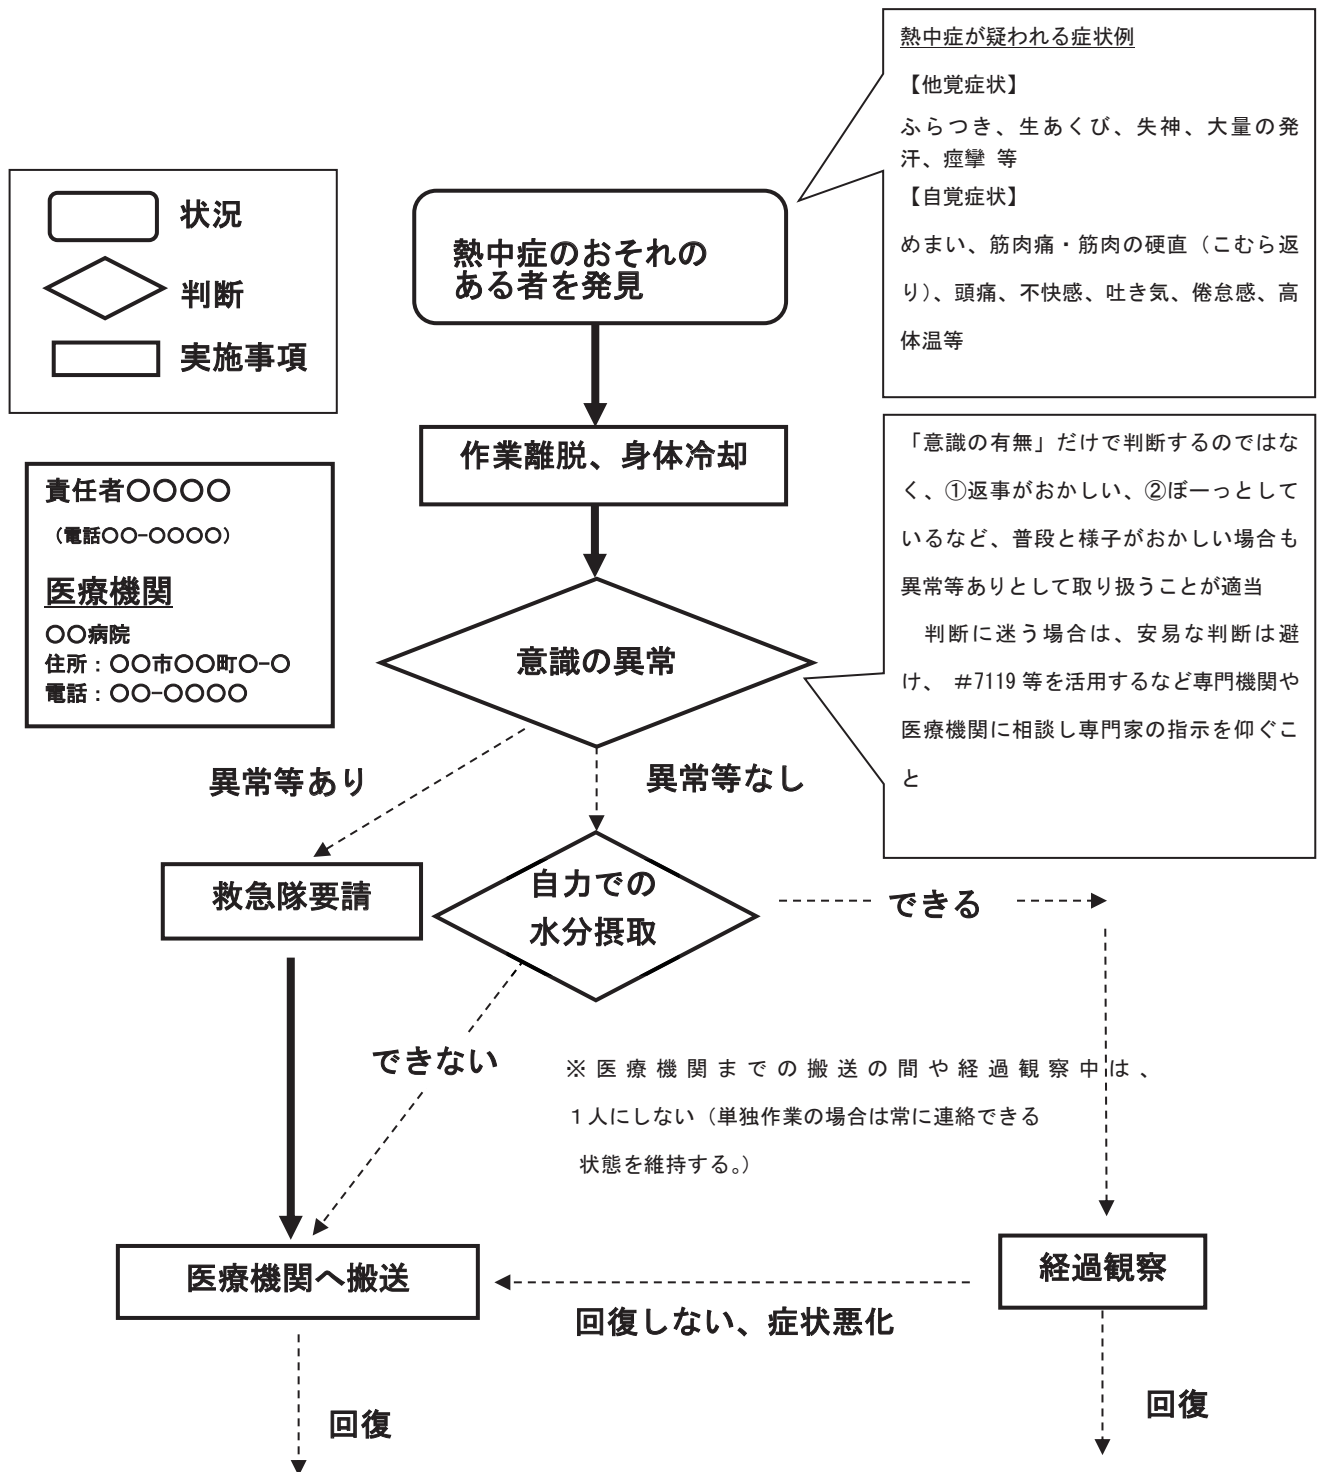 熱中症が疑われる症状例
【他覚症状】
ふらつき、生あくび、失神、大量の発
汗、痙攣 等
【自覚症状】
めまい、筋肉痛・筋肉の硬直（こむら返
り）、頭痛、不快感、吐き気、倦怠感、高
体温等
状況
判断
実施事項
熱中症のおそれの
ある者を発見
作業離脱、身体冷却
責任者〇〇〇〇
（電話〇〇-〇〇〇〇）
医療機関
〇〇病院
住所：〇〇市〇〇町〇-〇
電話：〇〇-〇〇〇〇
「意識の有無」だけで判断するのではな
く、①返事がおかしい、②ぼーっとして
いるなど、普段と様子がおかしい場合も
異常等ありとして取り扱うことが適当
判断に迷う場合は、安易な判断は避
け、 ＃7119 等を活用するなど専門機関や
医療機関に相談し専門家の指示を仰ぐこ
と
意識の異常
異常等あり
異常等なし
救急隊要請
自力での
水分摂取
できる
できない
※医療機関までの搬送の間や経過観察中は、
１人にしない（単独作業の場合は常に連絡できる
状態を維持する。）
医療機関へ搬送
経過観察
回復しない、症状悪化
回復
回復